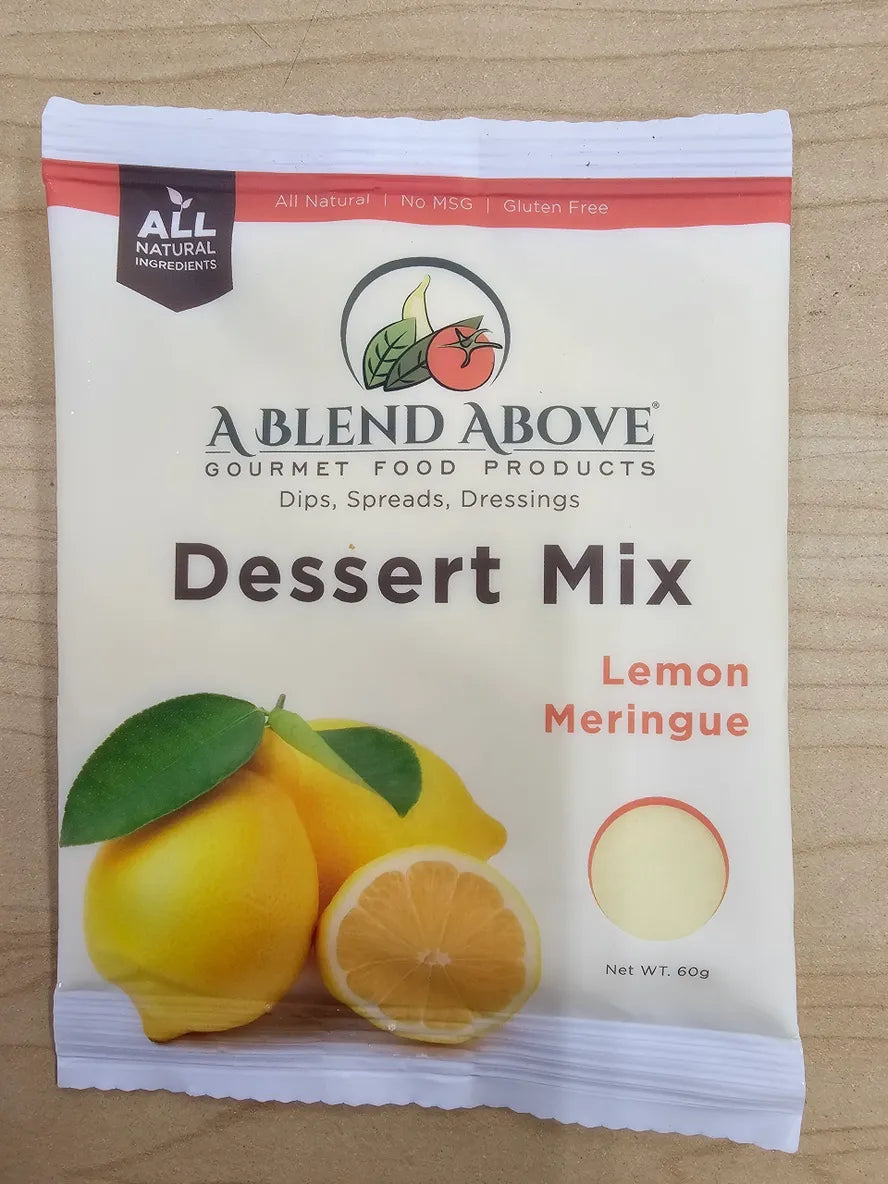 All Natural | No MSG | Gluten Free
ALL
NATURAL
INGREDIENTS
A BLEND ABOVE®
GOURMET FOOD PRODUCTS
Dips, Spreads, Dressings
Dessert Mix
Lemon
Meringue
Net WT. 60g